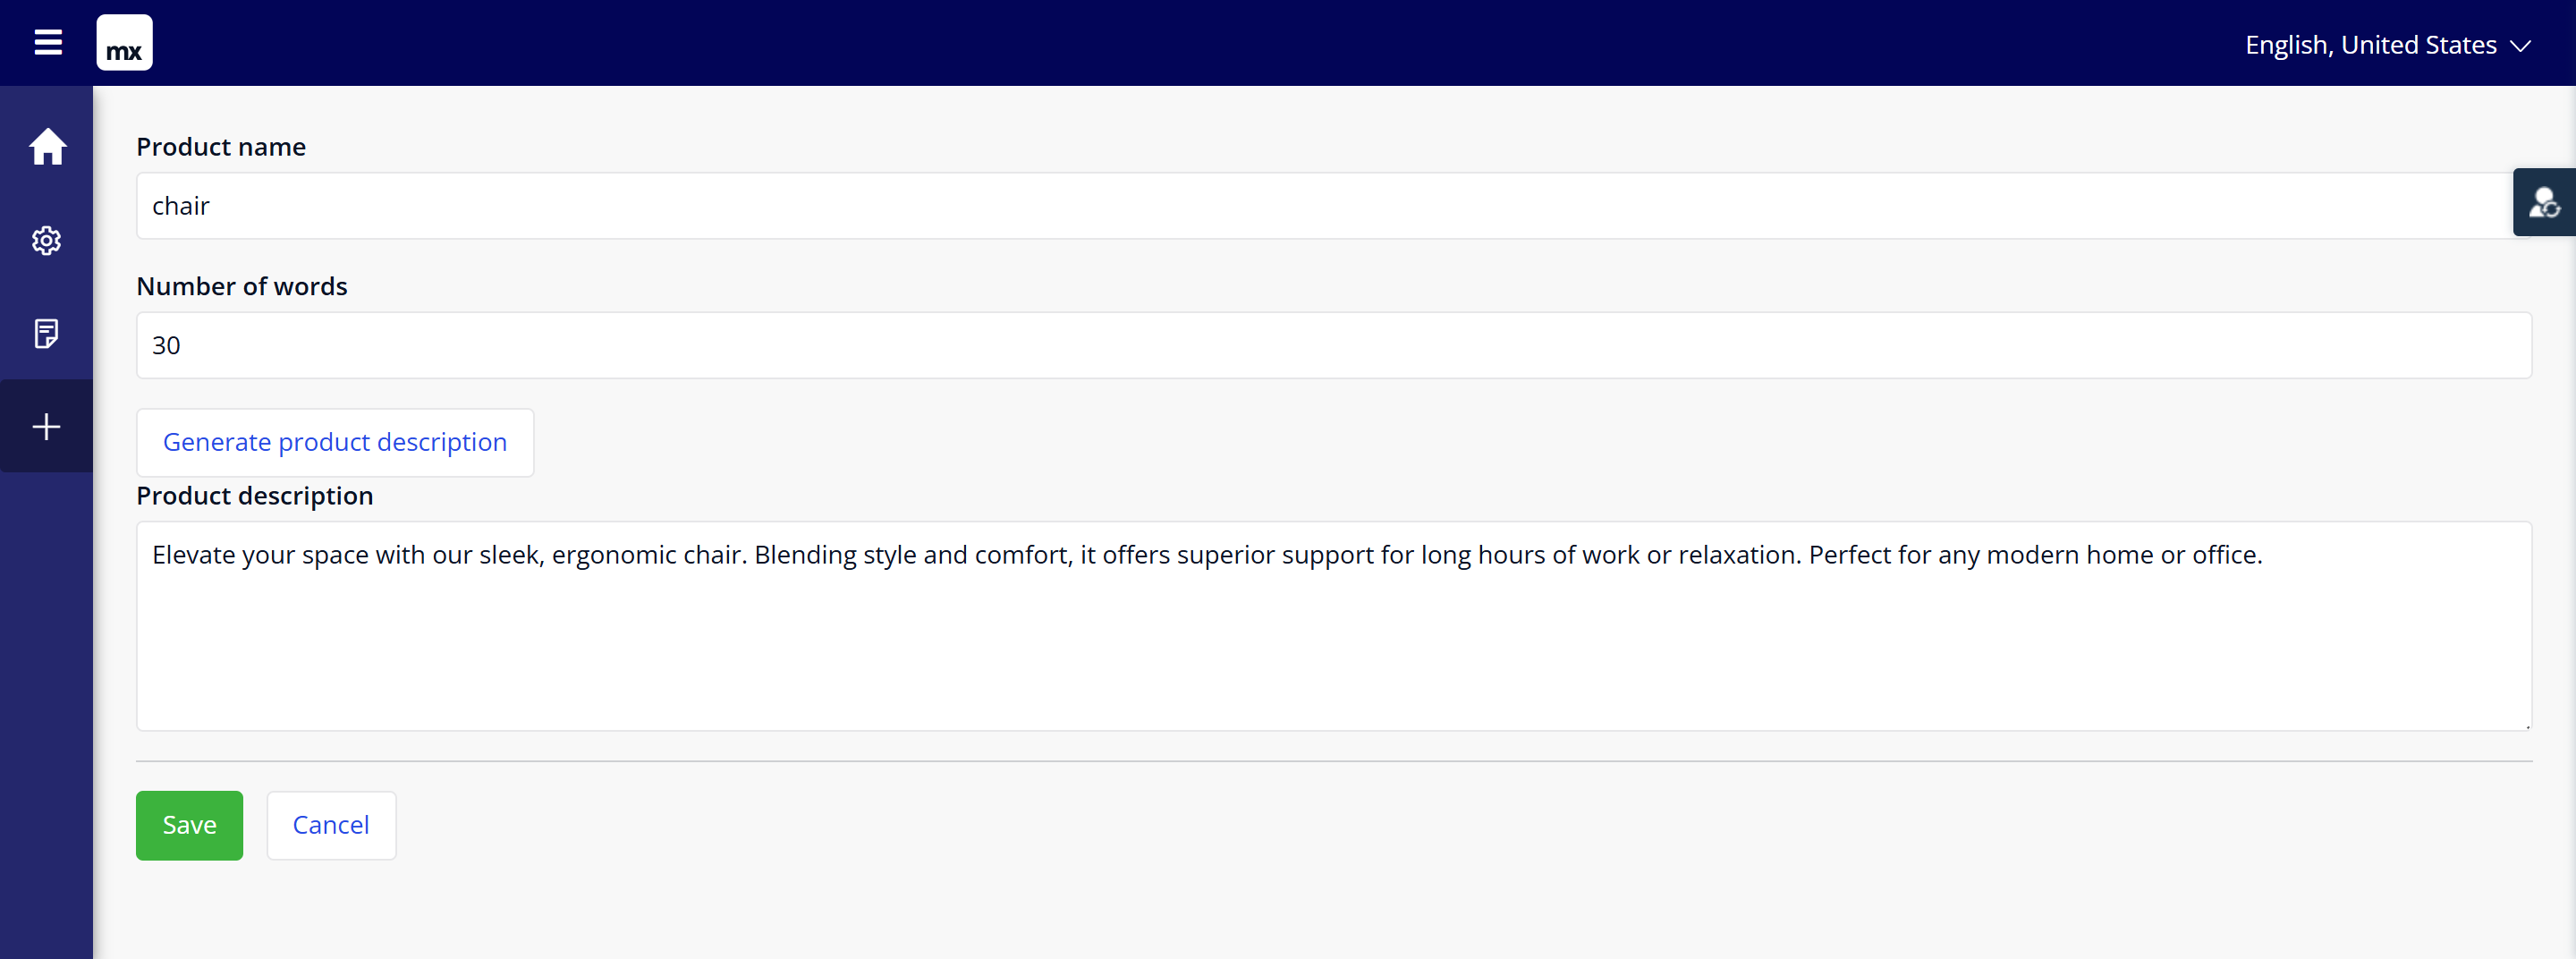 mx
English, United States
Product name
chair
Number of words
30
Generate product description
Product description
Elevate your space with our sleek, ergonomic chair. Blending style and comfort, it offers superior support for long hours of work or relaxation. Perfect for any modern home or office.
Save Cancel